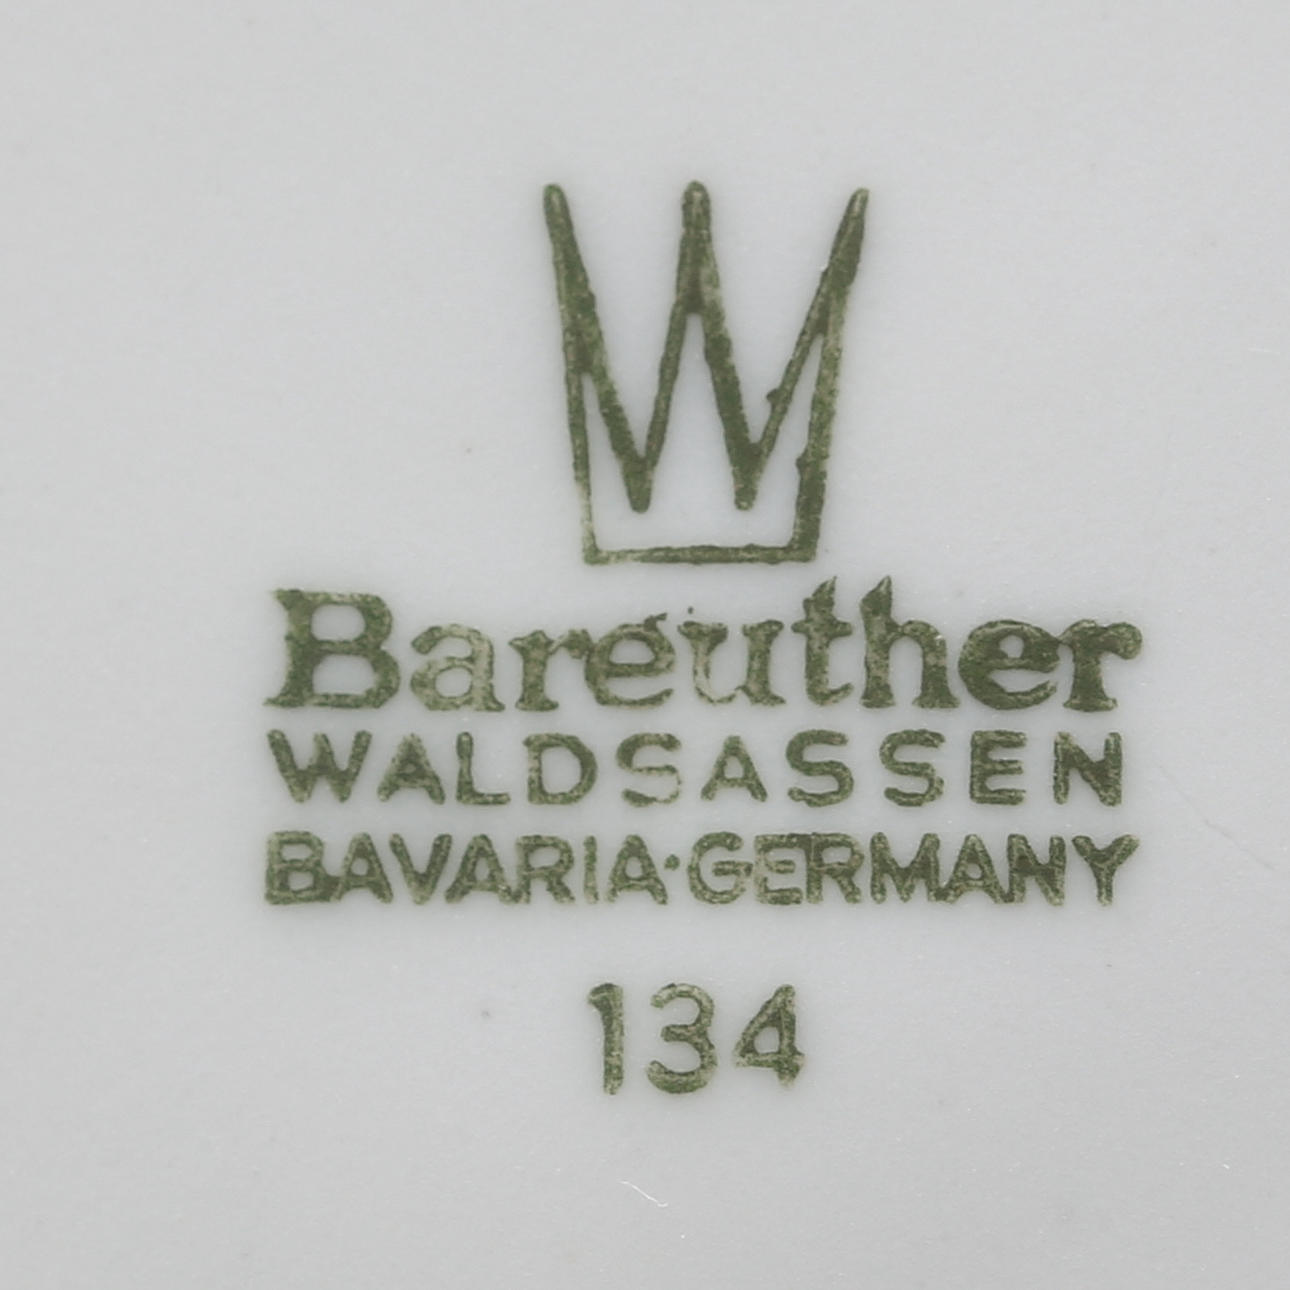 Bareuther
WALDSASSEN
BAVARIA·GERMANY
134